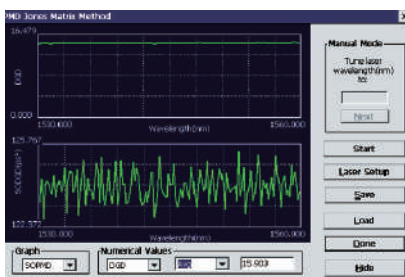 PMD Jones Matrix Method
16.479
DGD
0.000
1530.000
Wavelength(nm)
1560.000
125.767
122.377
1530.000
Wavelength(nm)
1560.000
Graph
SOPMD
Numerical Values
DGD
15.903
Manual Mode
Tune laser
wavelength(nm)
to:
Next
Start
Laser Setup
Save
Load
Done
Hide